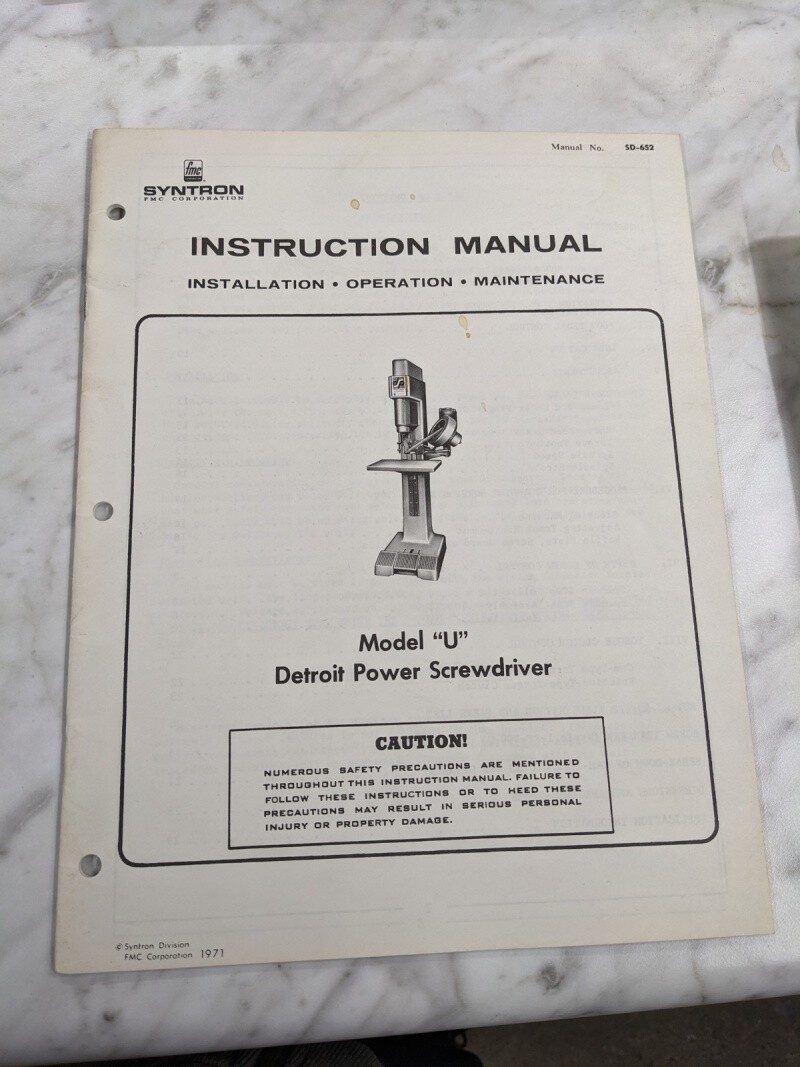 Manual No. SD-652
fmc
SYNTRON
FMC CORPORATION
INSTRUCTION MANUAL
INSTALLATION • OPERATION • MAINTENANCE
Model “U”
Detroit Power Screwdriver
CAUTION!
NUMEROUS SAFETY PRECAUTIONS ARE MENTIONED
THROUGHOUT THIS INSTRUCTION MANUAL. FAILURE TO
FOLLOW THESE INSTRUCTIONS OR TO HEED THESE
PRECAUTIONS MAY RESULT IN SERIOUS PERSONAL
INJURY OR PROPERTY DAMAGE.
© Syntron Division
FMC Corporation 1971